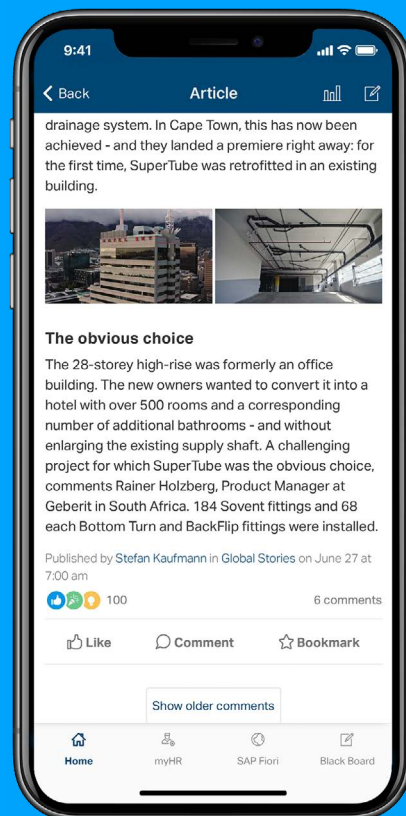 9:41
Back
Article
drainage system. In Cape Town, this has now been
achieved - and they landed a premiere right away: for
the first time, SuperTube was retrofitted in an existing
building.
The obvious choice
The 28-storey high-rise was formerly an office
building. The new owners wanted to convert it into a
hotel with over 500 rooms and a corresponding
number of additional bathrooms - and without
enlarging the existing supply shaft. A challenging
project for which SuperTube was the obvious choice,
comments Rainer Holzberg, Product Manager at
Geberit in South Africa. 184 Sovent fittings and 68
each Bottom Turn and BackFlip fittings were installed.
Published by Stefan Kaufmann in Global Stories on June 27 at
7:00 am
100
6 comments
Like
Comment
Bookmark
Show older comments
Home
myHR
SAP Fiori
Black Board